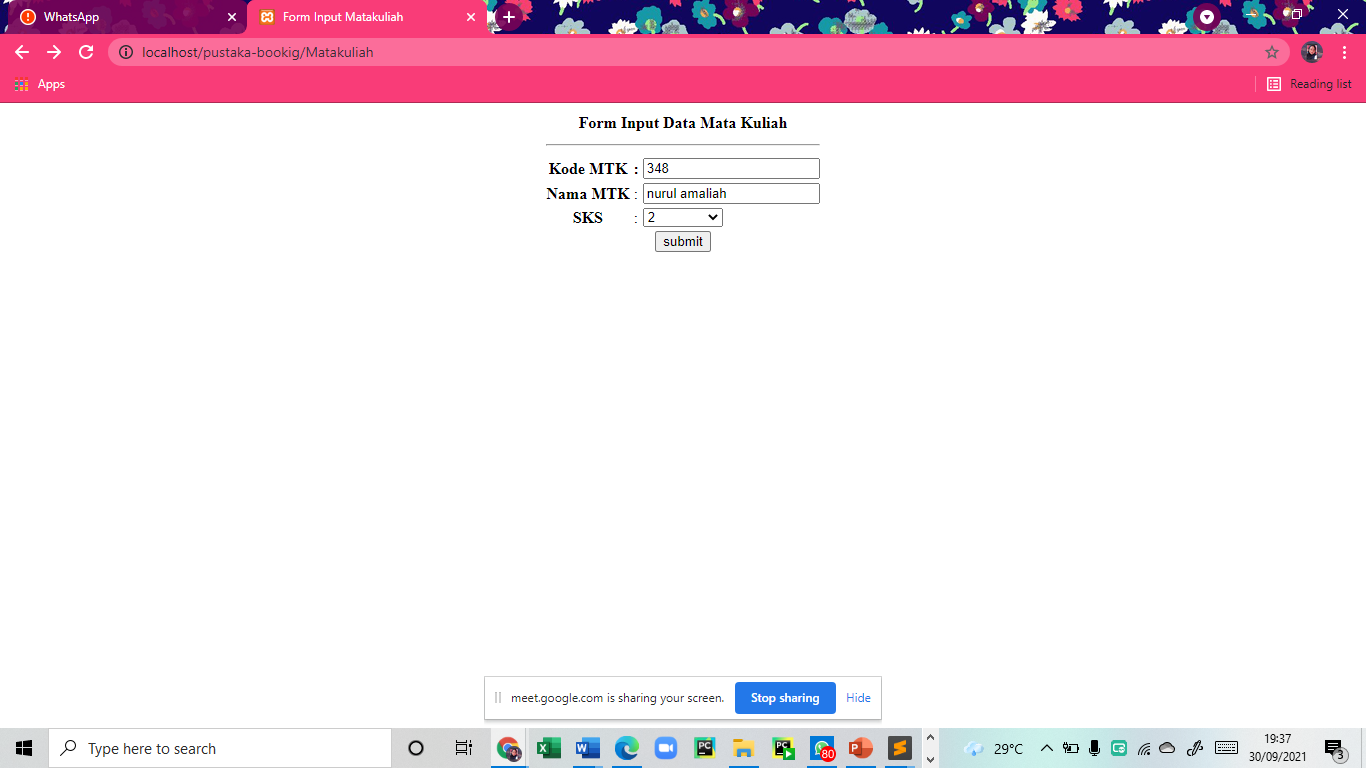 WhatsApp
Form Input Matakuliah
localhost/pustaka-bookig/Matakuliah
Apps
Reading list
Form Input Data Mata Kuliah
Kode MTK : 348
Nama MTK : nurul amaliah
SKS : 2
submit
meet.google.com is sharing your screen. Stop sharing Hide
Type here to search
PC
PC
80
29°C
19:37
30/09/2021
3